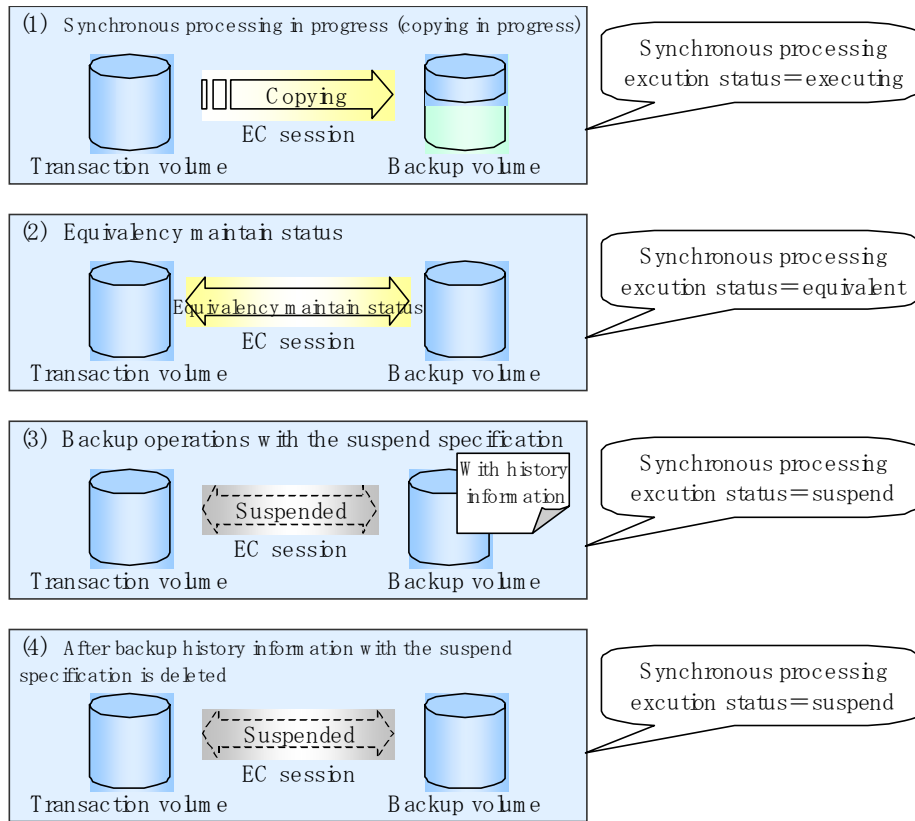 (1) Synchronous processing in progress (copying in progress)
Copying
EC session
Transaction volume
Backup volume
Synchronous processing
excution status＝executing
(2) Equivalency maintain status
Equivalency maintain status
EC session
Transaction volume
Backup volume
Synchronous processing
excution status＝equivalent
(3) Backup operations with the suspend specification
With history
information
Suspended
EC session
Transaction volume
Backup volume
Synchronous processing
excution status＝suspend
(4) After backup history information with the suspend
specification is deleted
Suspended
EC session
Transaction volume
Backup volume
Synchronous processing
excution status＝suspend